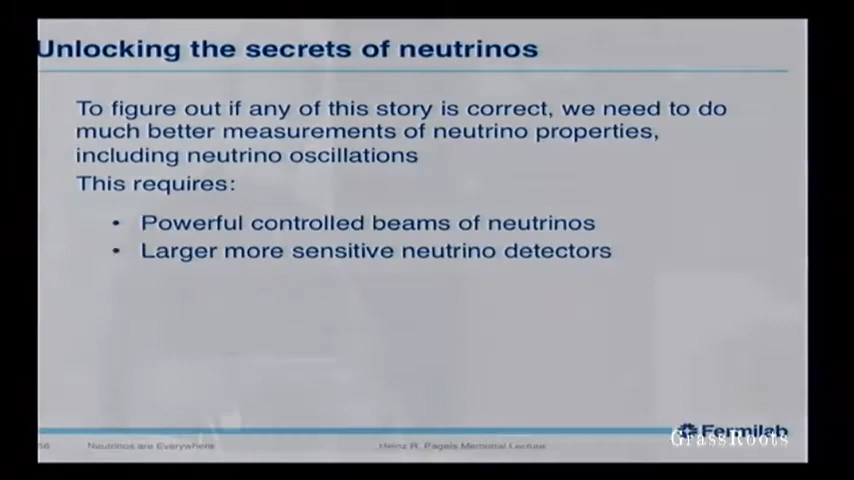 Unlocking the secrets of neutrinos
To figure out if any of this story is correct, we need to do
much better measurements of neutrino properties,
including neutrino oscillations
This requires:
• Powerful controlled beams of neutrinos
• Larger more sensitive neutrino detectors
Fermilab
GrassRoots
Neutrinos are Everywhere
Heinz R. Pagels Memorial Lecture